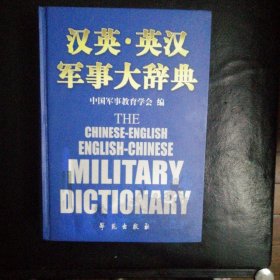 汉英·英汉
军事大辞典
中国军事教育学会 编
THE
CHINESE-ENGLISH
ENGLISH-CHINESE
MILITARY
DICTIONARY
学苑出版社